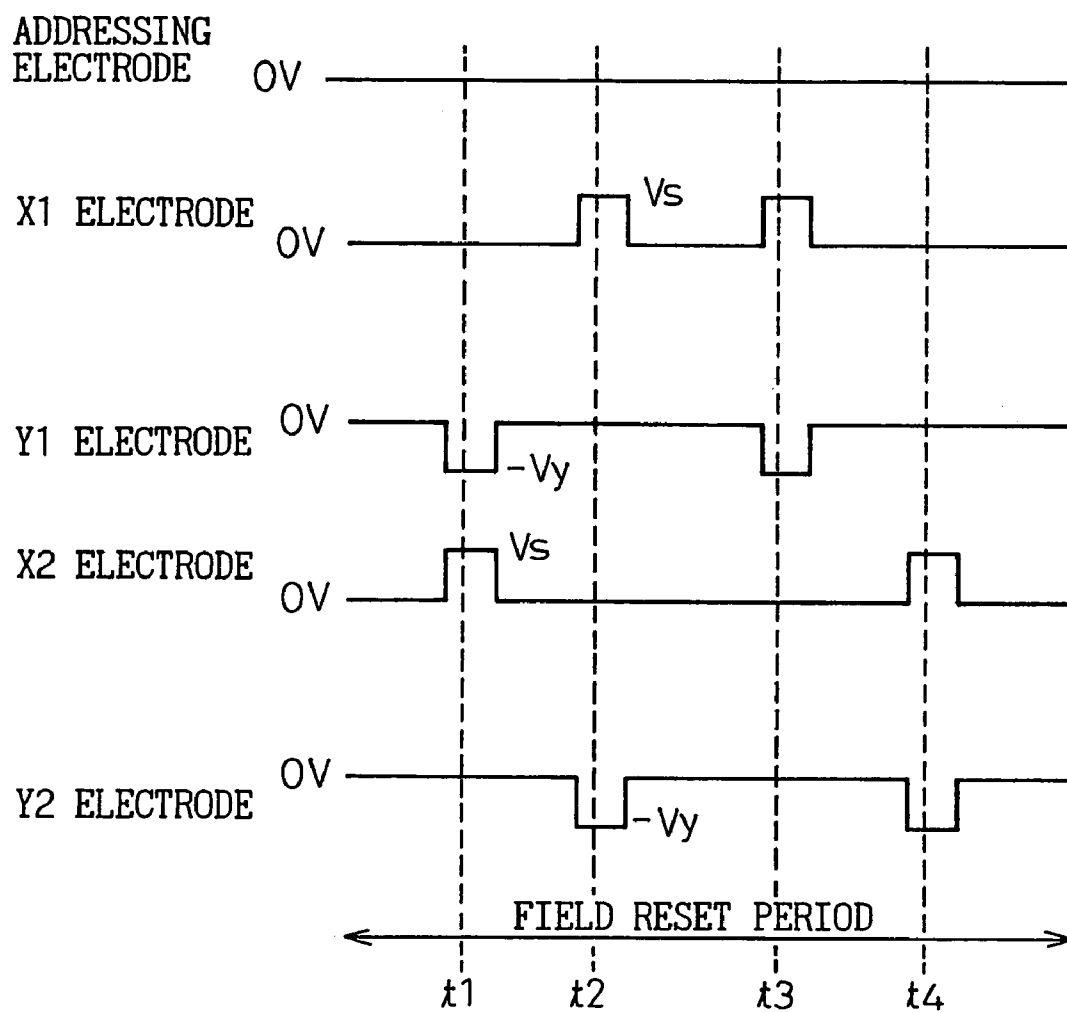 ADDRESSING
ELECTRODE
0V
X1 ELECTRODE
Vs
0V
Y1 ELECTRODE
0V
-Vy
X2 ELECTRODE
Vs
0V
Y2 ELECTRODE
0V
-Vy
FIELD RESET PERIOD
t1 t2 t3 t4